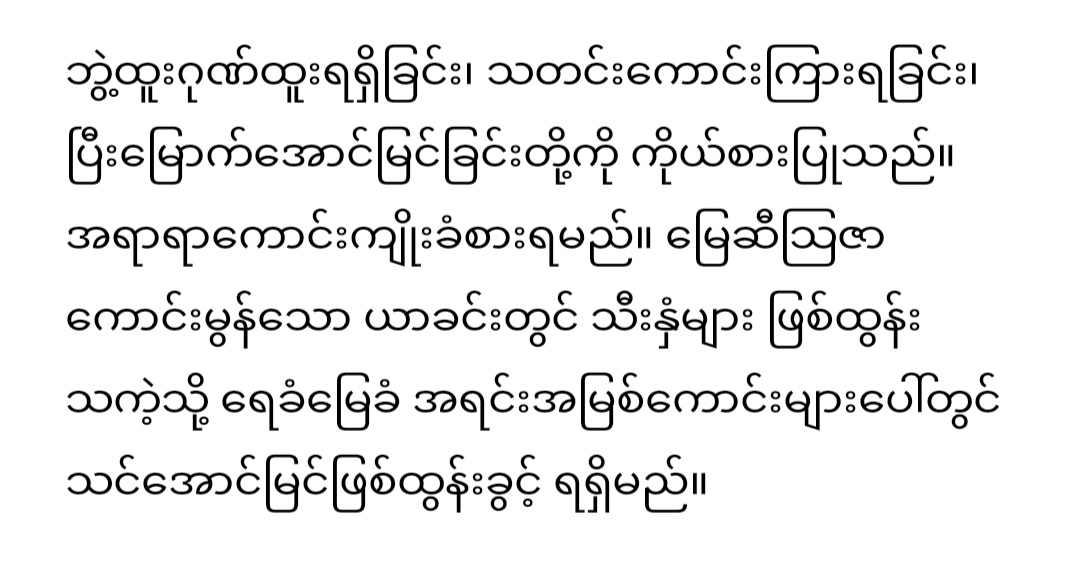 ဘွဲ့ထူးဂုဏ်ထူးရရှိခြင်း၊ သတင်းကောင်းကြားရခြင်း၊
ပြီးမြောက်အောင်မြင်ခြင်းတို့ကို ကိုယ်စားပြုသည်။
အရာရာကောင်းကျိုးခံစားရမည်။ မြေဆီဩဇာ
ကောင်းမွန်သော ယာခင်းတွင် သီးနှံများ ဖြစ်ထွန်း
သကဲ့သို့ ရေခံမြေခံ အရင်းအမြစ်ကောင်းများပေါ်တွင်
သင်အောင်မြင်ဖြစ်ထွန်းခွင့် ရရှိမည်။